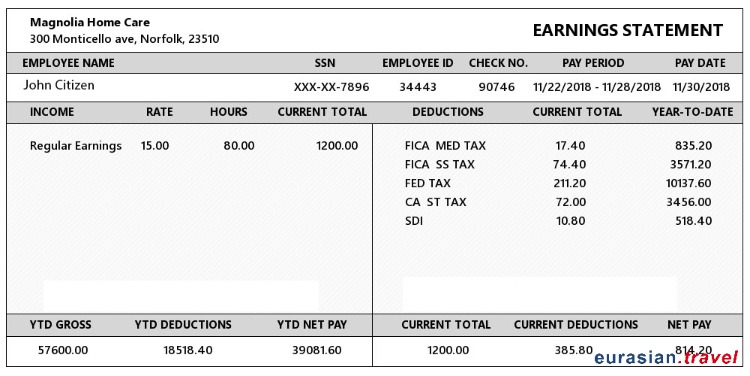 Magnolia Home Care
300 Monticello ave, Norfolk, 23510
EARNINGS STATEMENT
EMPLOYEE NAME SSN EMPLOYEE ID CHECK NO. PAY PERIOD PAY DATE
John Citizen XXX-XX-7896 34443 90746 11/22/2018 - 11/28/2018 11/30/2018
INCOME RATE HOURS CURRENT TOTAL DEDUCTIONS CURRENT TOTAL YEAR-TO-DATE
Regular Earnings 15.00 80.00 1200.00 FICA MED TAX 17.40 835.20
FICA SS TAX 74.40 3571.20
FED TAX 211.20 10137.60
CA ST TAX 72.00 3456.00
SDI 10.80 518.40
YTD GROSS YTD DEDUCTIONS YTD NET PAY CURRENT TOTAL CURRENT DEDUCTIONS NET PAY
57600.00 18518.40 39081.60 1200.00 385.80 814.20
eurasian.travel